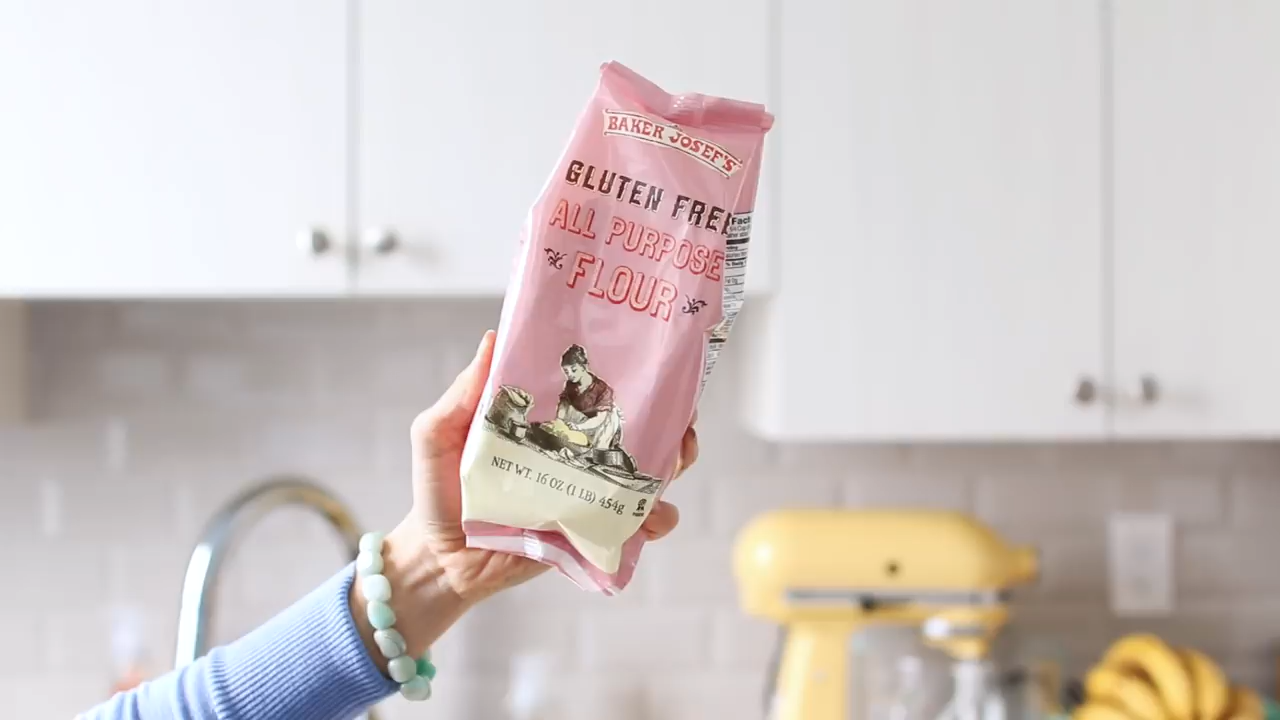 BAKER JOSEF'S
GLUTEN FREE
ALL PURPOSE
FLOUR
NET WT. 16 OZ (1 LB) 454g